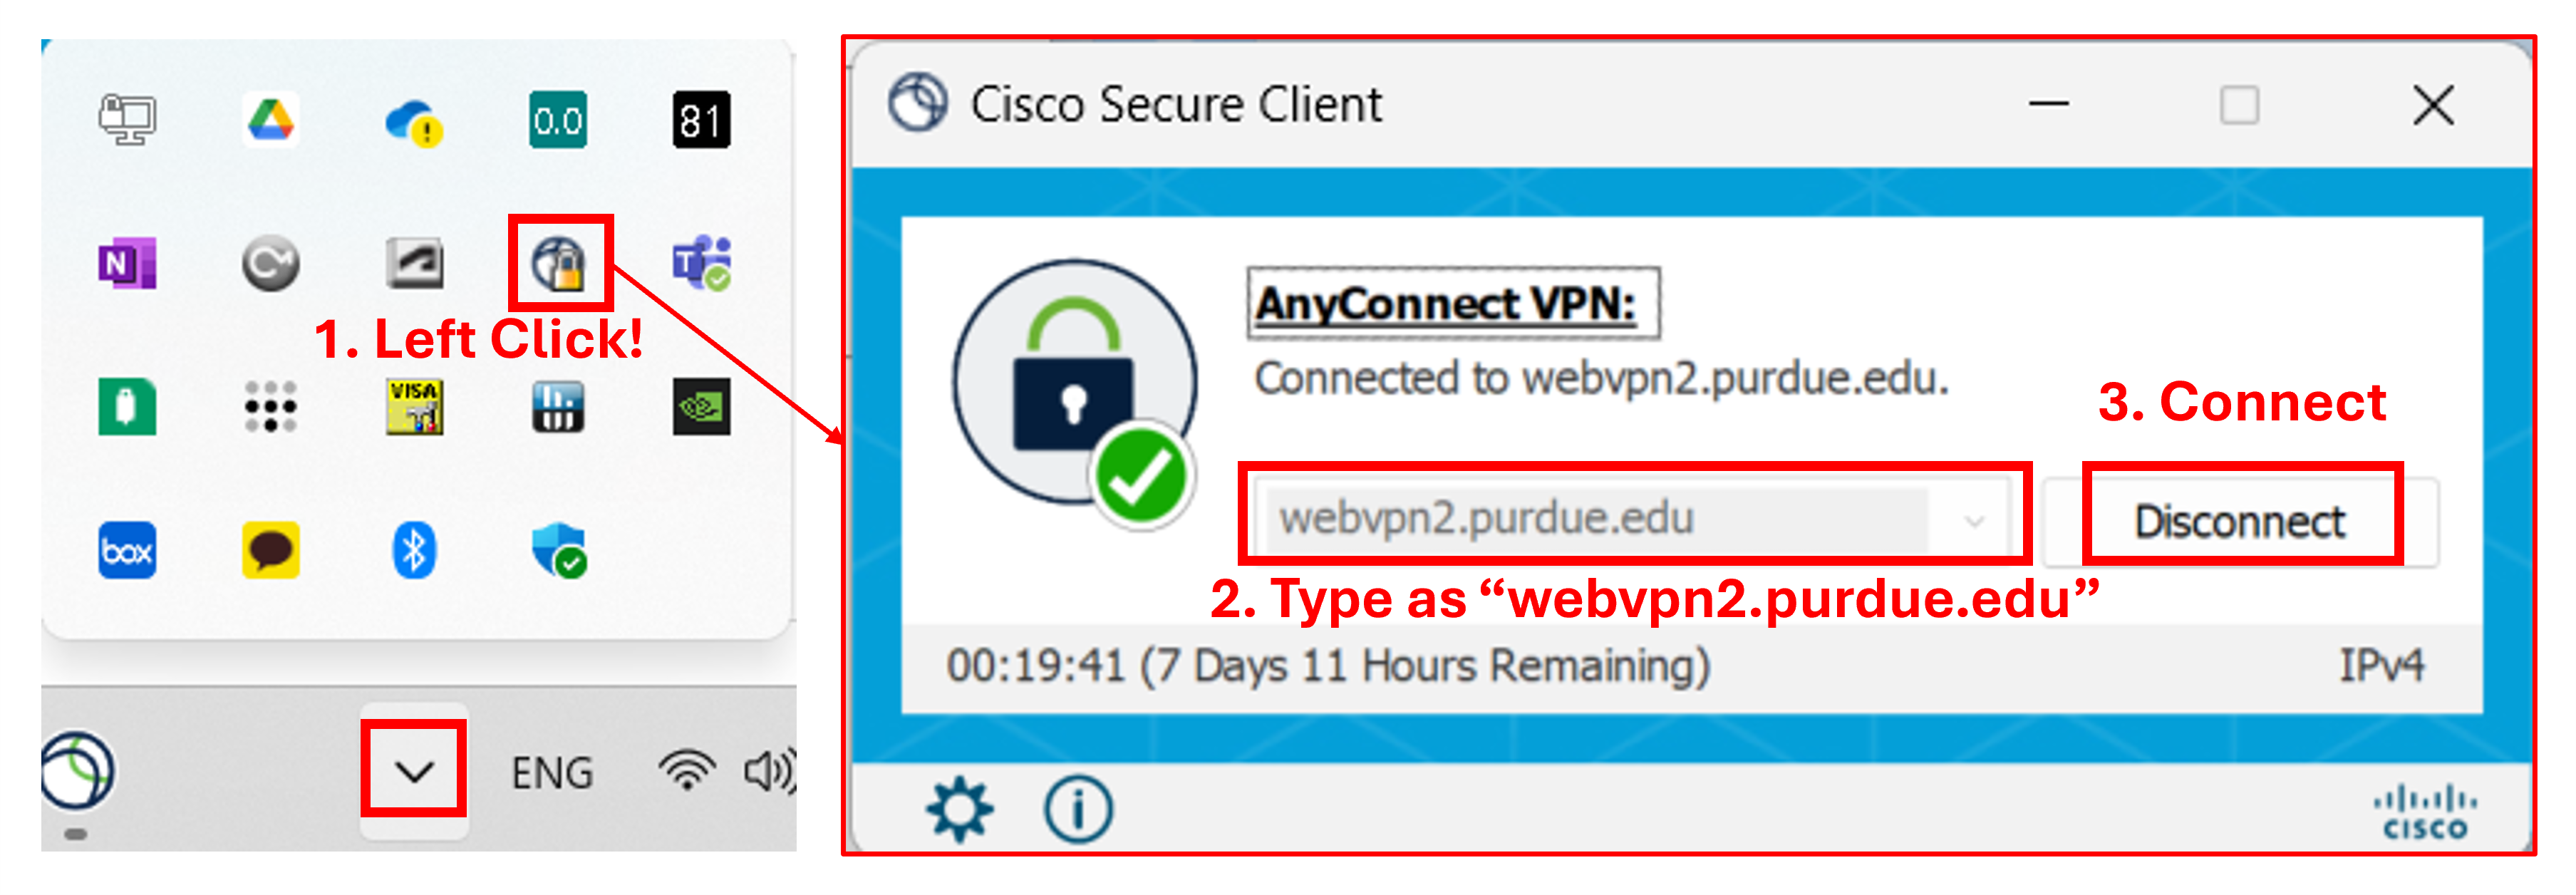 0.0
81
N
T
1. Left Click!
VISA
box
ENG
Cisco Secure Client
AnyConnect VPN:
Connected to webvpn2.purdue.edu.
3. Connect
webvpn2.purdue.edu
Disconnect
2. Type as “webvpn2.purdue.edu”
00:19:41 (7 Days 11 Hours Remaining)
IPv4
CISCO